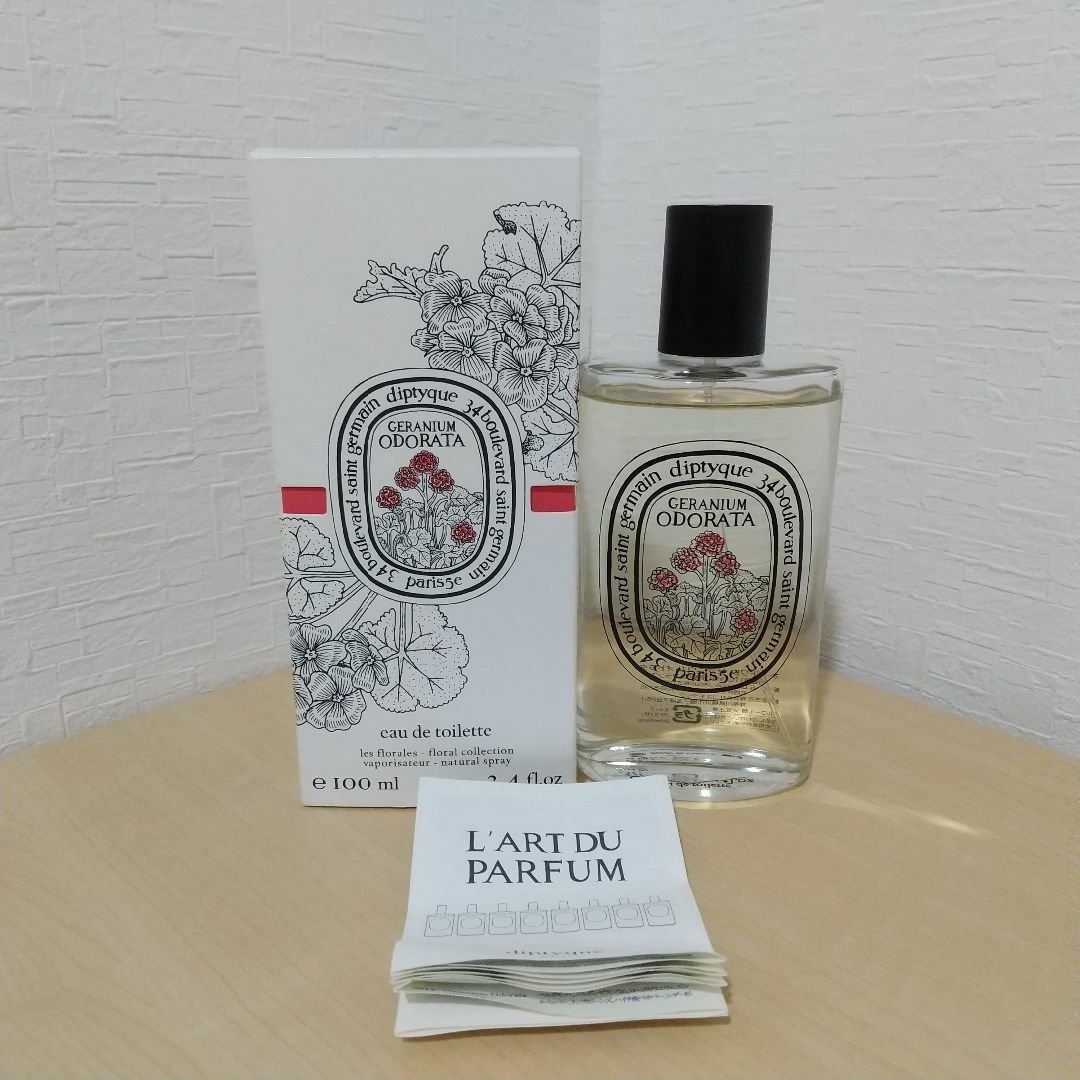 34 boulevard saint germain diptyque 34 boulevard saint germain paris5e
GERANIUM
ODORATA
eau de toilette
les florales - floral collection
vaporisateur - natural spray
e 100 ml
fl.oz
34 boulevard saint germain diptyque 34 boulevard saint germain paris5e
GERANIUM
ODORATA
L'ART DU
PARFUM
diptyque